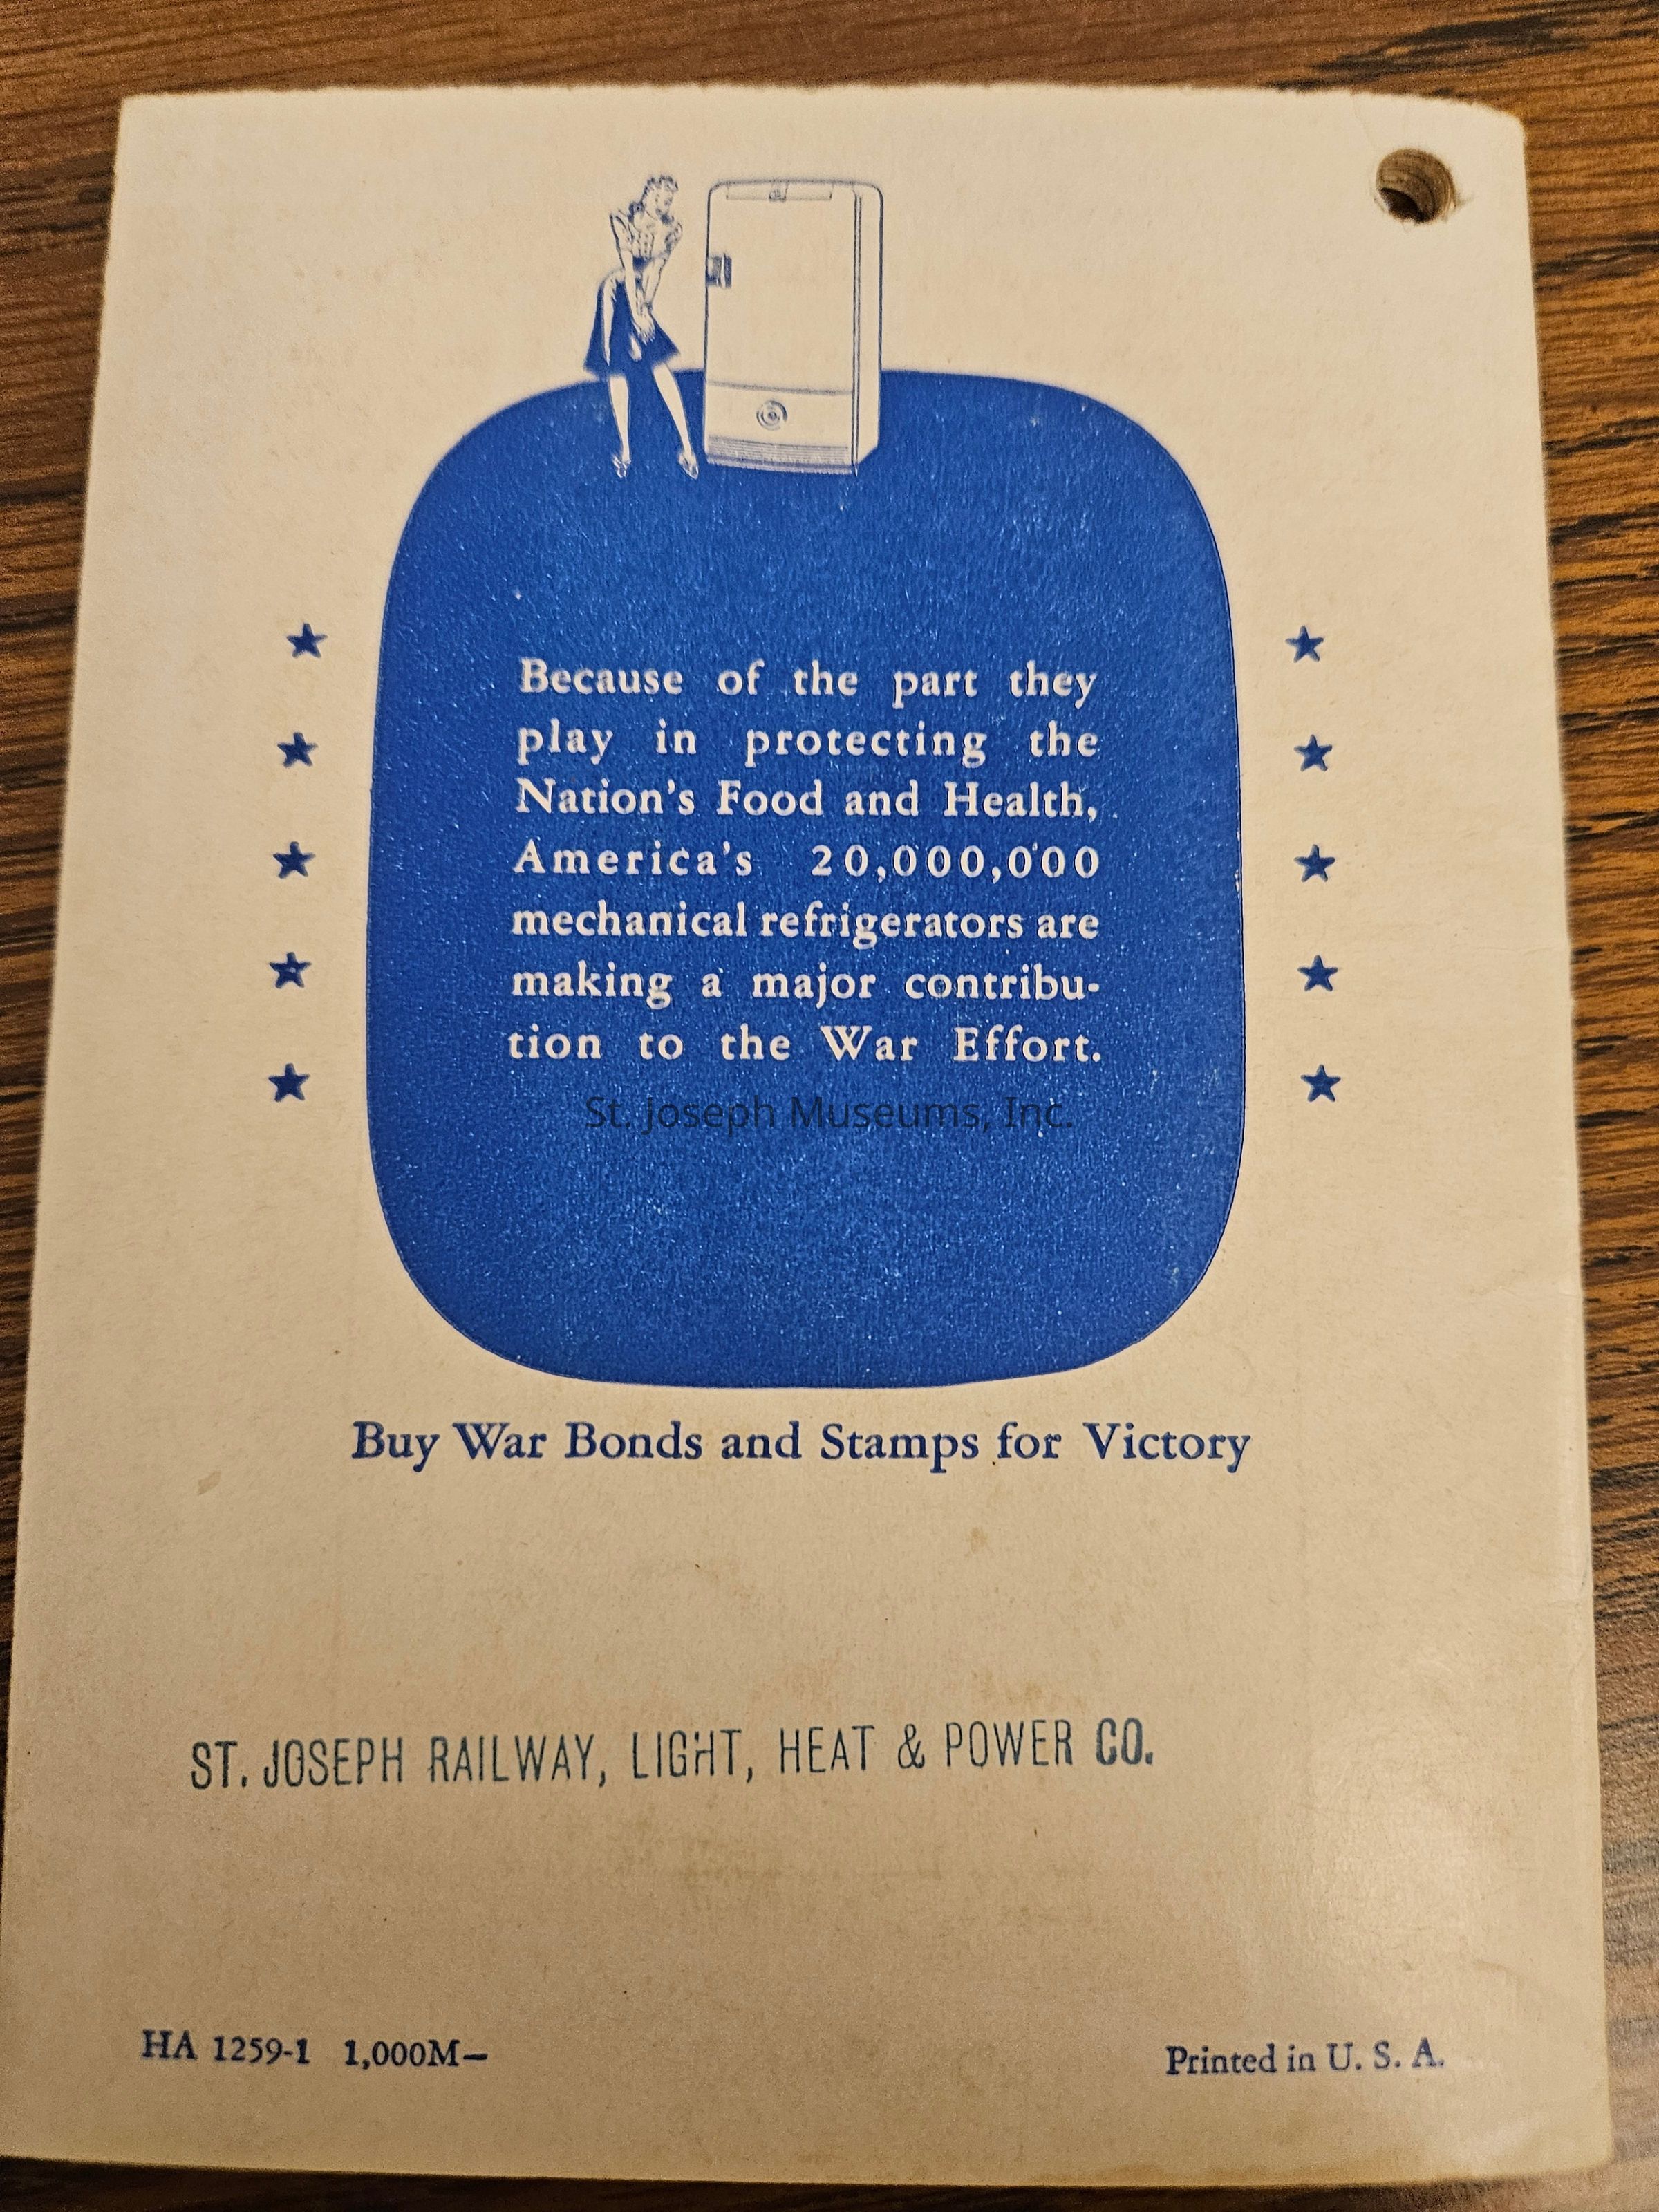 Because of the part they
play in protecting the
Nation's Food and Health,
America's 20,000,000
mechanical refrigerators are
making a major contribu-
tion to the War Effort.
St. Joseph Museums, Inc.
Buy War Bonds and Stamps for Victory
ST. JOSEPH RAILWAY, LIGHT, HEAT & POWER CO.
HA 1259-1 1,000M—
Printed in U. S. A.